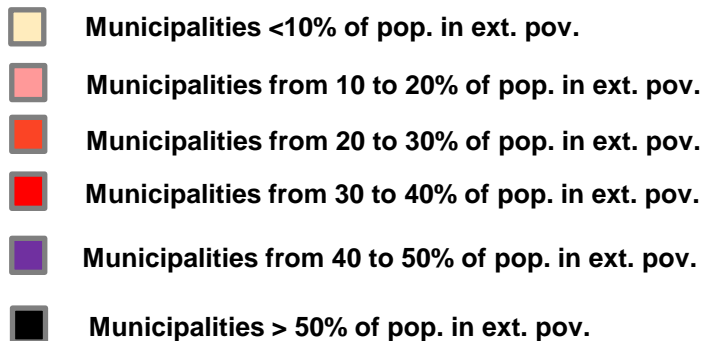 Municipalities <10% of pop. in ext. pov.
Municipalities from 10 to 20% of pop. in ext. pov.
Municipalities from 20 to 30% of pop. in ext. pov.
Municipalities from 30 to 40% of pop. in ext. pov.
Municipalities from 40 to 50% of pop. in ext. pov.
Municipalities > 50% of pop. in ext. pov.